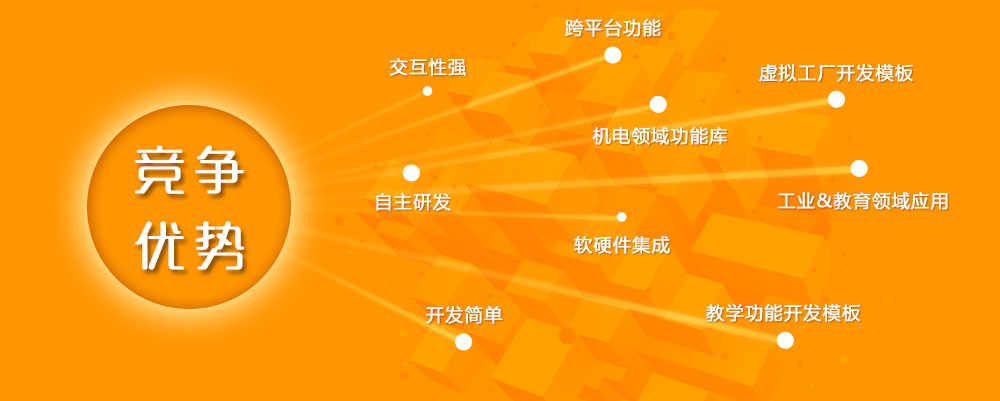 竞争
优势
跨平台功能
交互性强
虚拟工厂开发模板
机电领域功能库
自主研发
工业&教育领域应用
软硬件集成
开发简单
教学功能开发模板